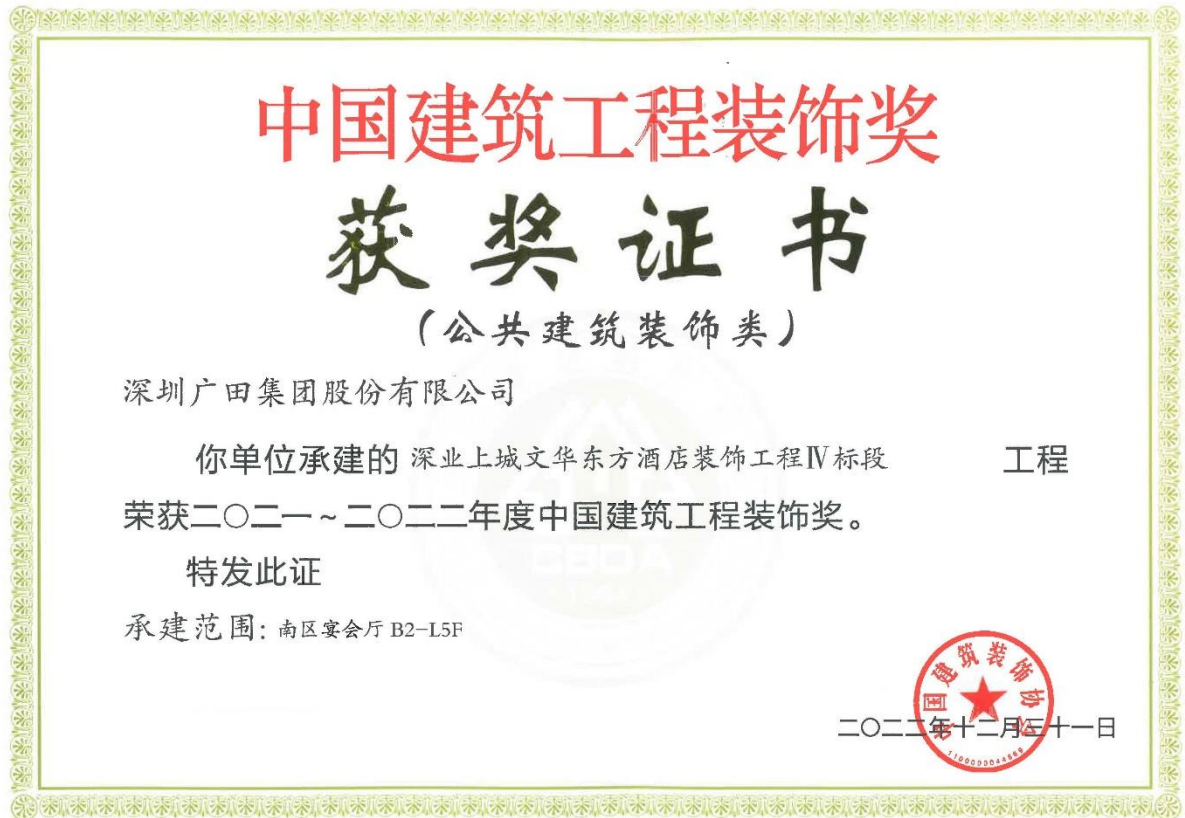 中国建筑工程装饰奖
获奖证书
（公共建筑装饰类）
深圳广田集团股份有限公司
你单位承建的 深业上城文华东方酒店装饰工程Ⅳ标段 工程
荣获二〇二一~二〇二二年度中国建筑工程装饰奖。
特发此证
承建范围: 南区宴会厅 B2-L5F
CBDA
中国建筑装饰协会
二〇二二年十二月三十一日